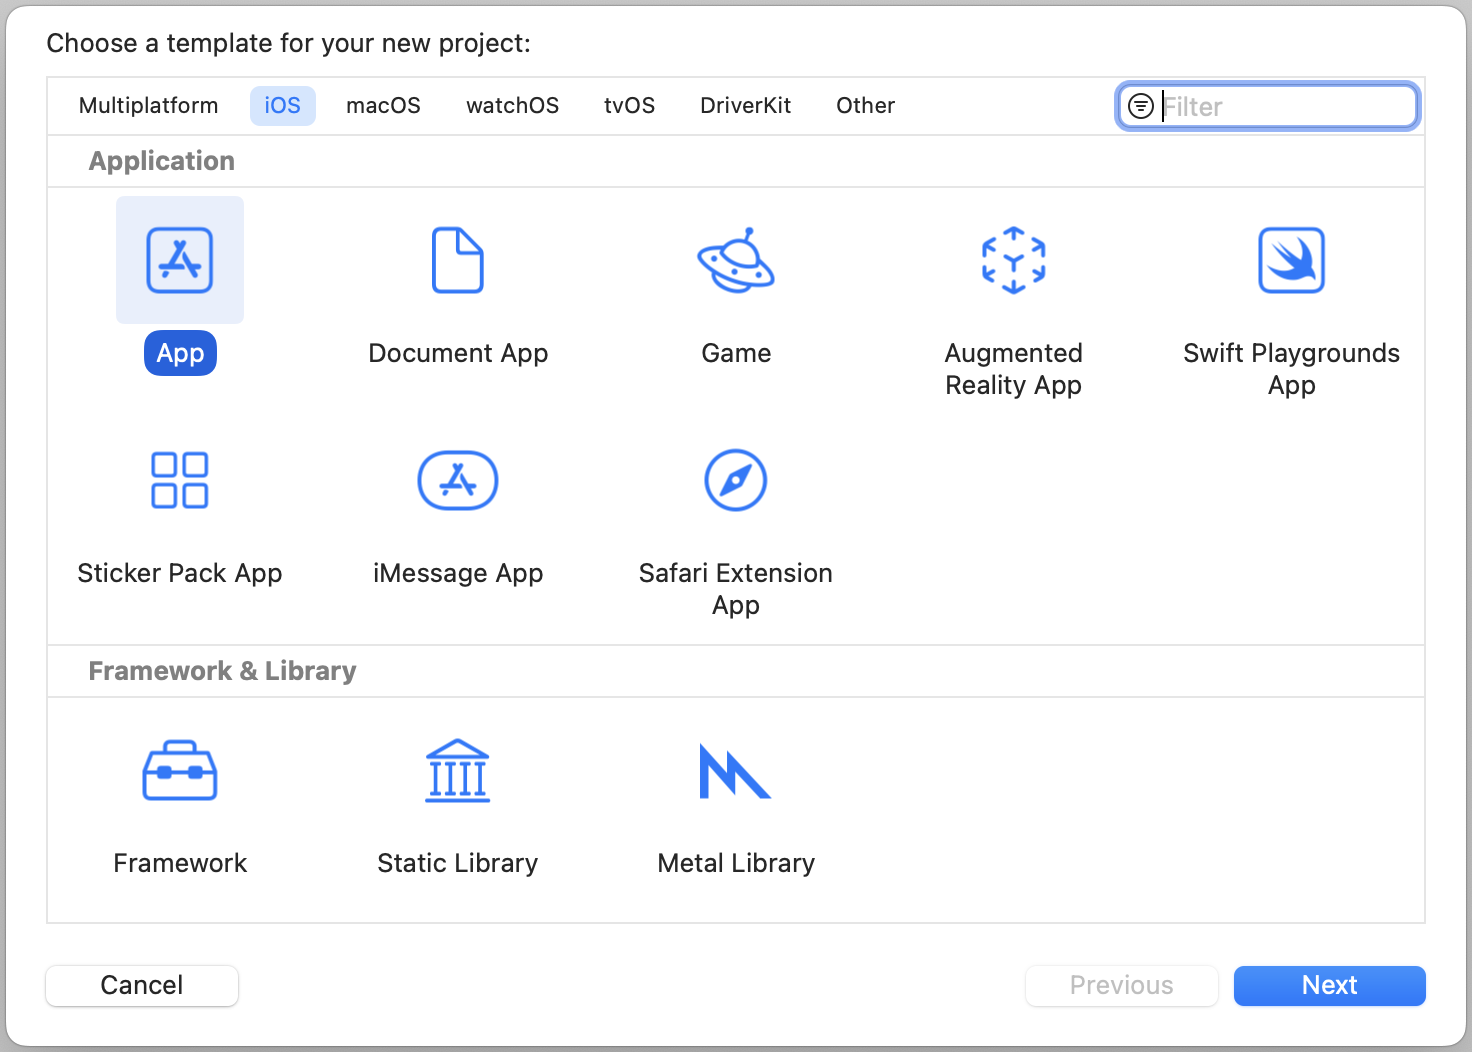 Choose a template for your new project:
Multiplatform iOS macOS watchOS tvOS DriverKit Other Filter
Application
App Document App Game Augmented Swift Playgrounds
Reality App App
Sticker Pack App iMessage App Safari Extension
App
Framework & Library
Framework Static Library Metal Library
Cancel Previous Next